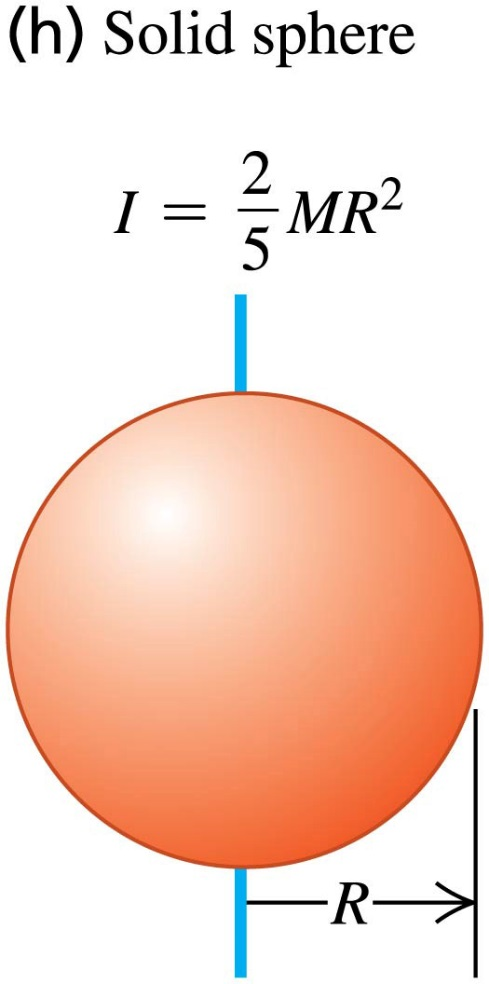 (h) Solid sphere
I = 2/5 MR²
R